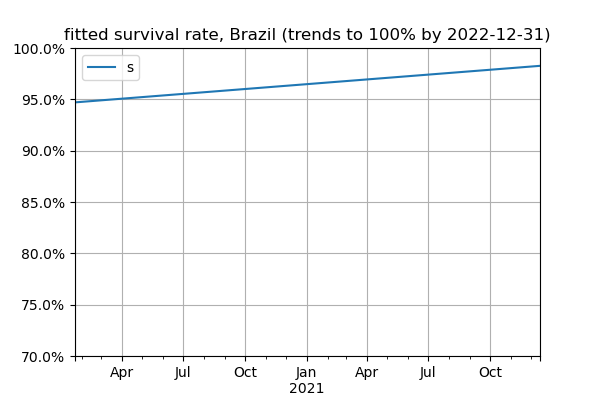 fitted survival rate, Brazil (trends to 100% by 2022-12-31)
100.0%
s
95.0%
90.0%
85.0%
80.0%
75.0%
70.0%
Apr Jul Oct Jan Apr Jul Oct
2021